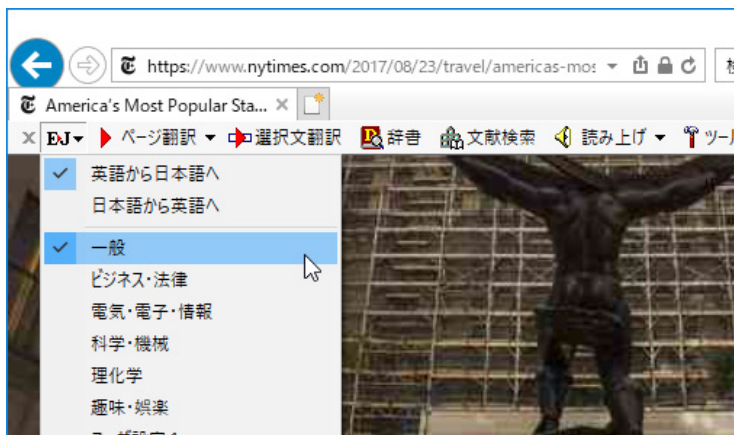 https://www.nytimes.com/2017/08/23/travel/americas-mos
America's Most Popular Sta...
EJ ページ翻訳 選択文翻訳 辞書 文献検索 読み上げ ツール
英語から日本語へ
日本語から英語へ
一般
ビジネス・法律
電気・電子・情報
科学・機械
理化学
趣味・娯楽